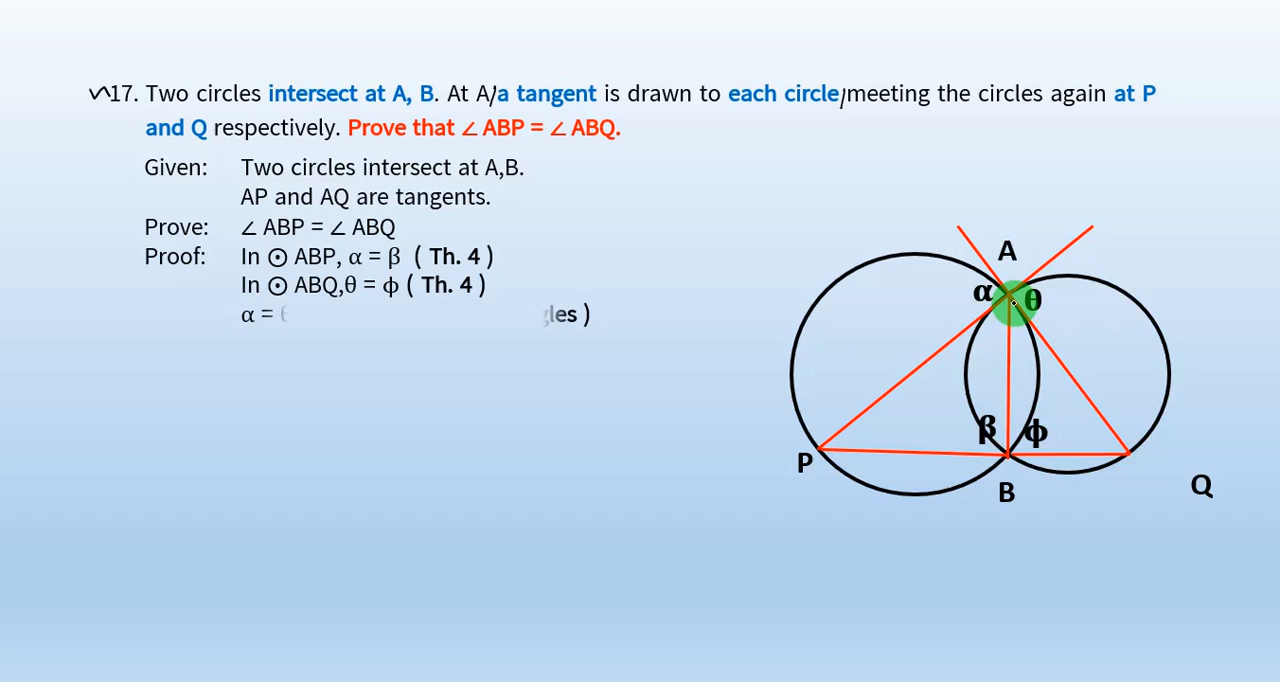 17. Two circles intersect at A, B. At A a tangent is drawn to each circle meeting the circles again at P
and Q respectively. Prove that ∠ ABP = ∠ ABQ.
Given: Two circles intersect at A,B.
AP and AQ are tangents.
Prove: ∠ ABP = ∠ ABQ
Proof: In ⊙ ABP, α = β ( Th. 4 )
In ⊙ ABQ,θ = ϕ ( Th. 4 )
α = les )
A
α θ
β ϕ
P
B
Q